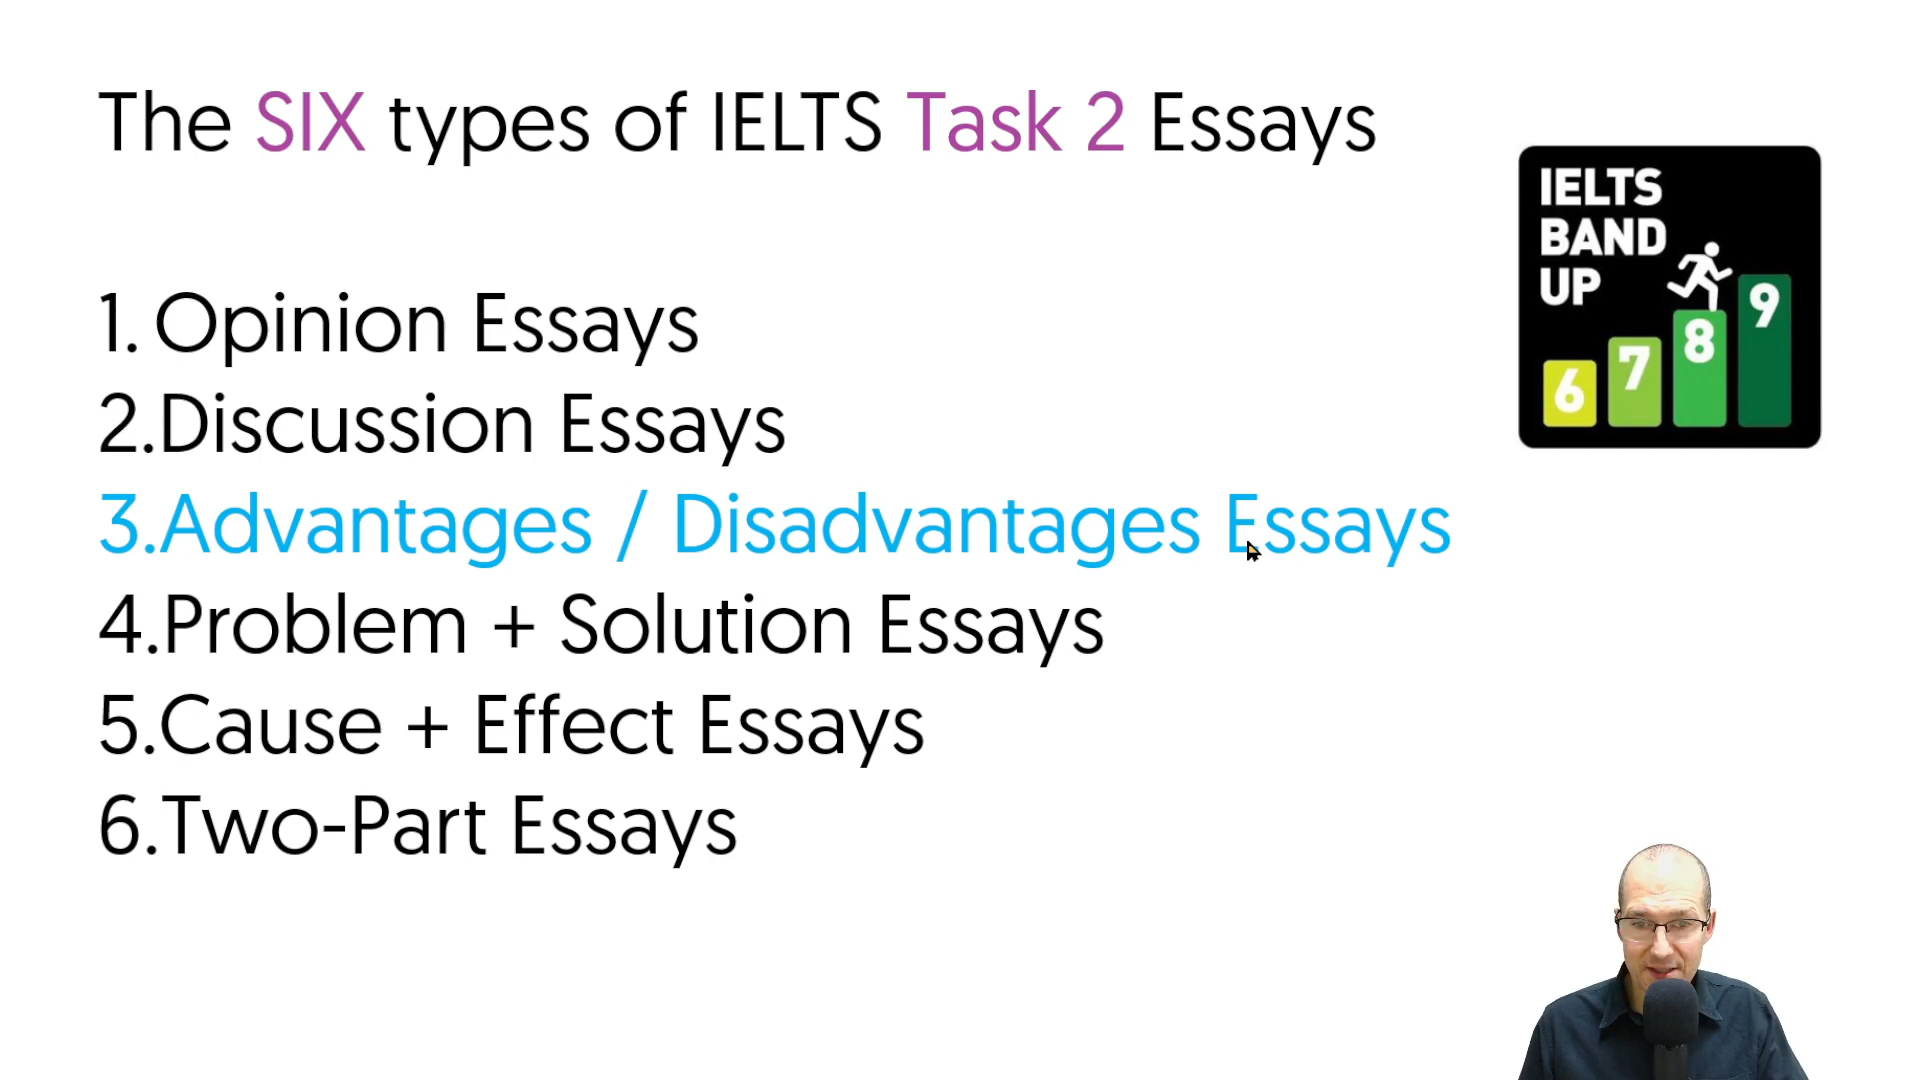 The SIX types of IELTS Task 2 Essays
IELTS
BAND
UP
6
7
8
9
1. Opinion Essays
2.Discussion Essays
3.Advantages / Disadvantages Essays
4.Problem + Solution Essays
5.Cause + Effect Essays
6.Two-Part Essays